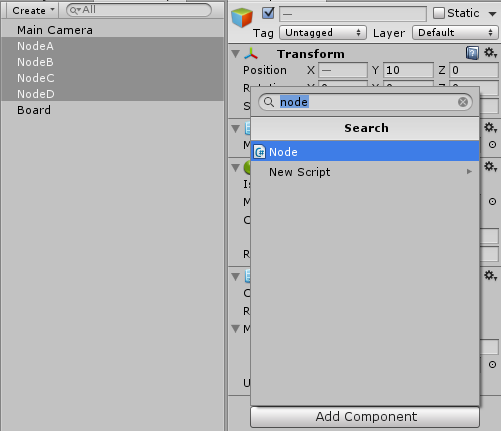 Create All
Main Camera
NodeA
NodeB
NodeC
NodeD
Board
— Static
Tag Untagged Layer Default
Transform
Position X — Y 10 Z 0
node
Search
Node
New Script
Add Component